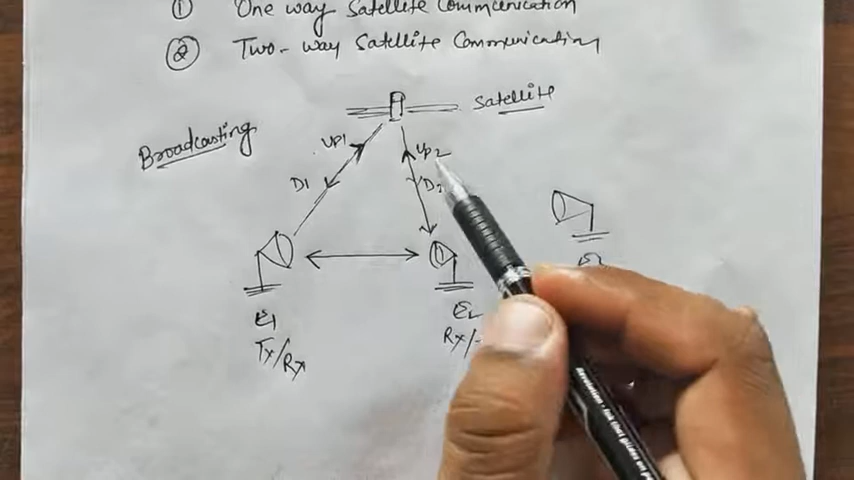 ① One way Satellite Communication
② Two-way Satellite Communication
Satellite
Broadcasting
UP1
UP2
D1
D2
E1
E2
Tx/Rx
Rx/